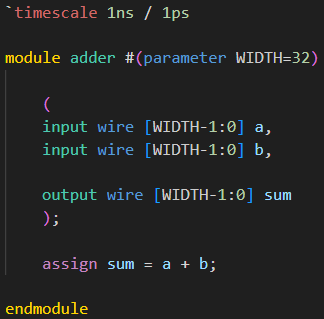 `timescale 1ns / 1ps
module adder #(parameter WIDTH=32)
(
input wire [WIDTH-1:0] a,
input wire [WIDTH-1:0] b,
output wire [WIDTH-1:0] sum
);
assign sum = a + b;
endmodule